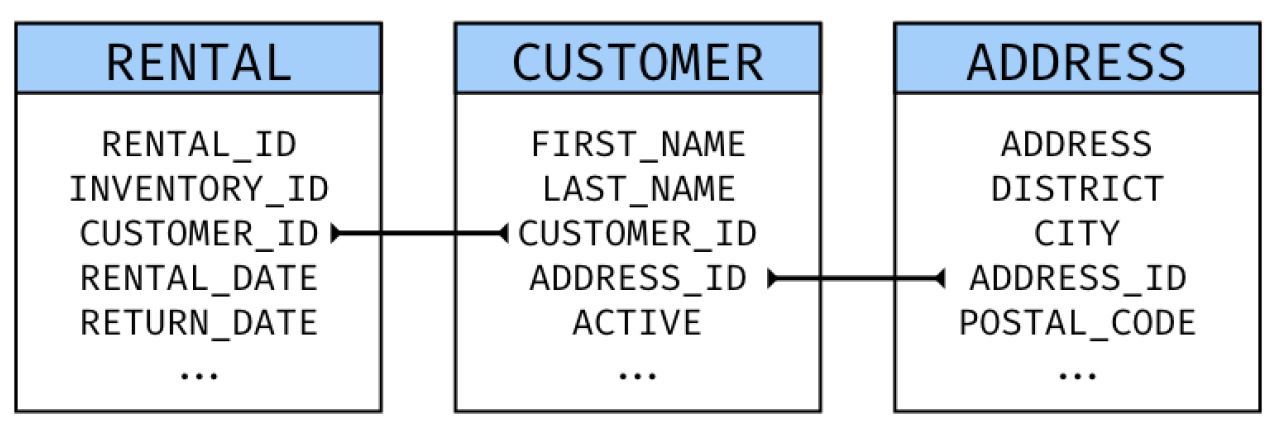 RENTAL
RENTAL_ID
INVENTORY_ID
CUSTOMER_ID
RENTAL_DATE
RETURN_DATE
...
CUSTOMER
FIRST_NAME
LAST_NAME
CUSTOMER_ID
ADDRESS_ID
ACTIVE
...
ADDRESS
ADDRESS
DISTRICT
CITY
ADDRESS_ID
POSTAL_CODE
...